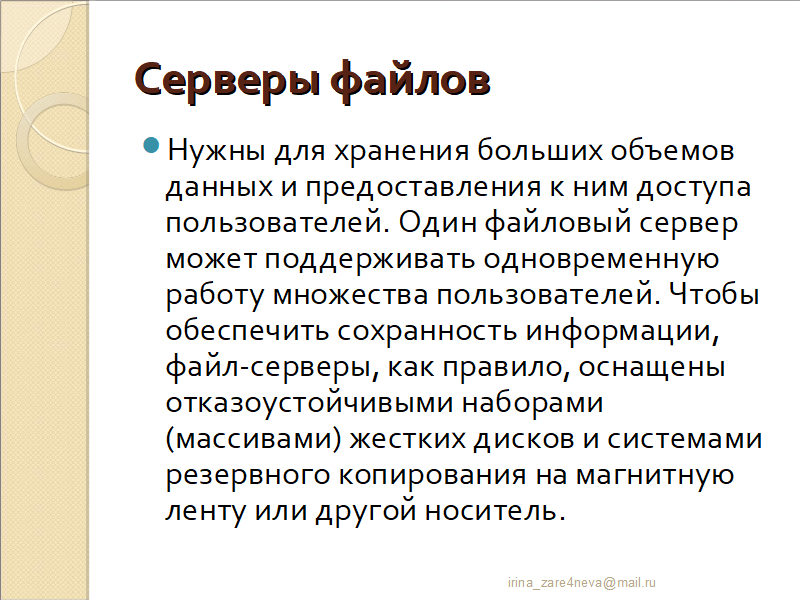 Серверы файлов
Нужны для хранения больших объемов
данных и предоставления к ним доступа
пользователей. Один файловый сервер
может поддерживать одновременную
работу множества пользователей. Чтобы
обеспечить сохранность информации,
файл-серверы, как правило, оснащены
отказоустойчивыми наборами
(массивами) жестких дисков и системами
резервного копирования на магнитную
ленту или другой носитель.
irina_zare4neva@mail.ru